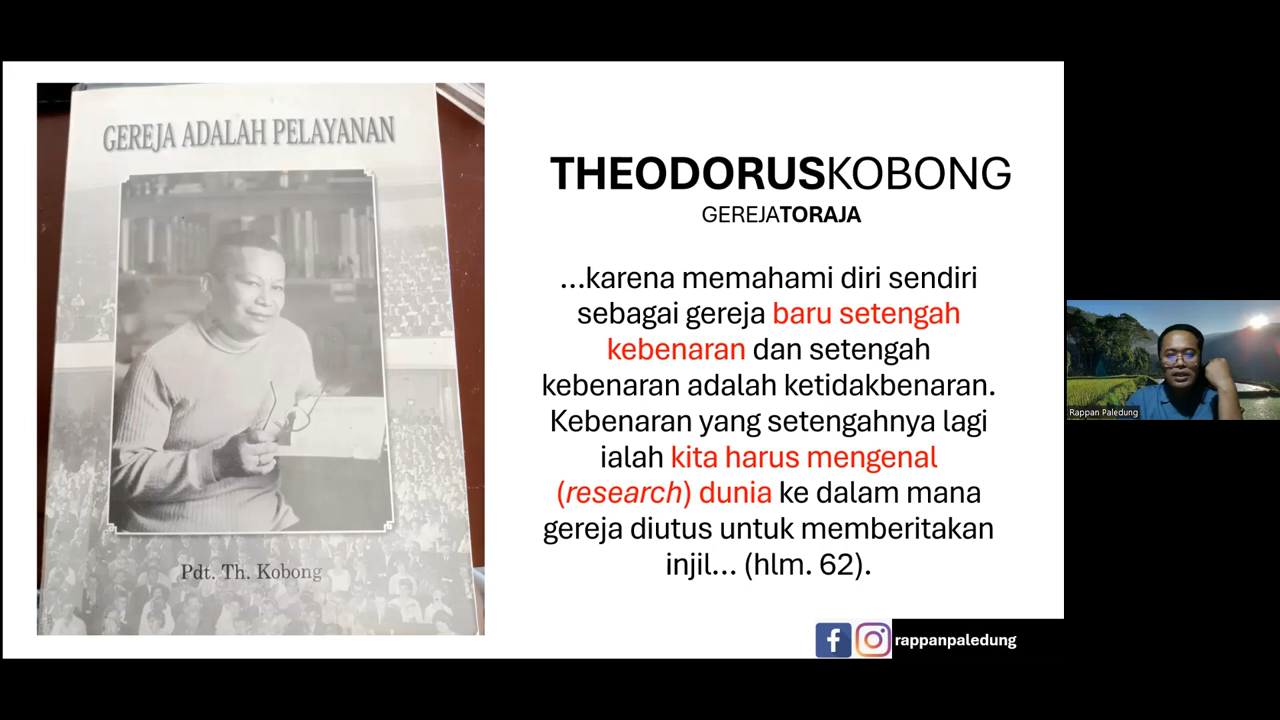 GEREJA ADALAH PELAYANAN
Pdt. Th. Kobong
THEODORUSKOBONG
GEREJATORAJA
...karena memahami diri sendiri
sebagai gereja baru setengah
kebenaran dan setengah
kebenaran adalah ketidakbenaran.
Kebenaran yang setengahnya lagi
ialah kita harus mengenal
(research) dunia ke dalam mana
gereja diutus untuk memberitakan
injil... (hlm. 62).
rappanpaledung
Rappan Paledung